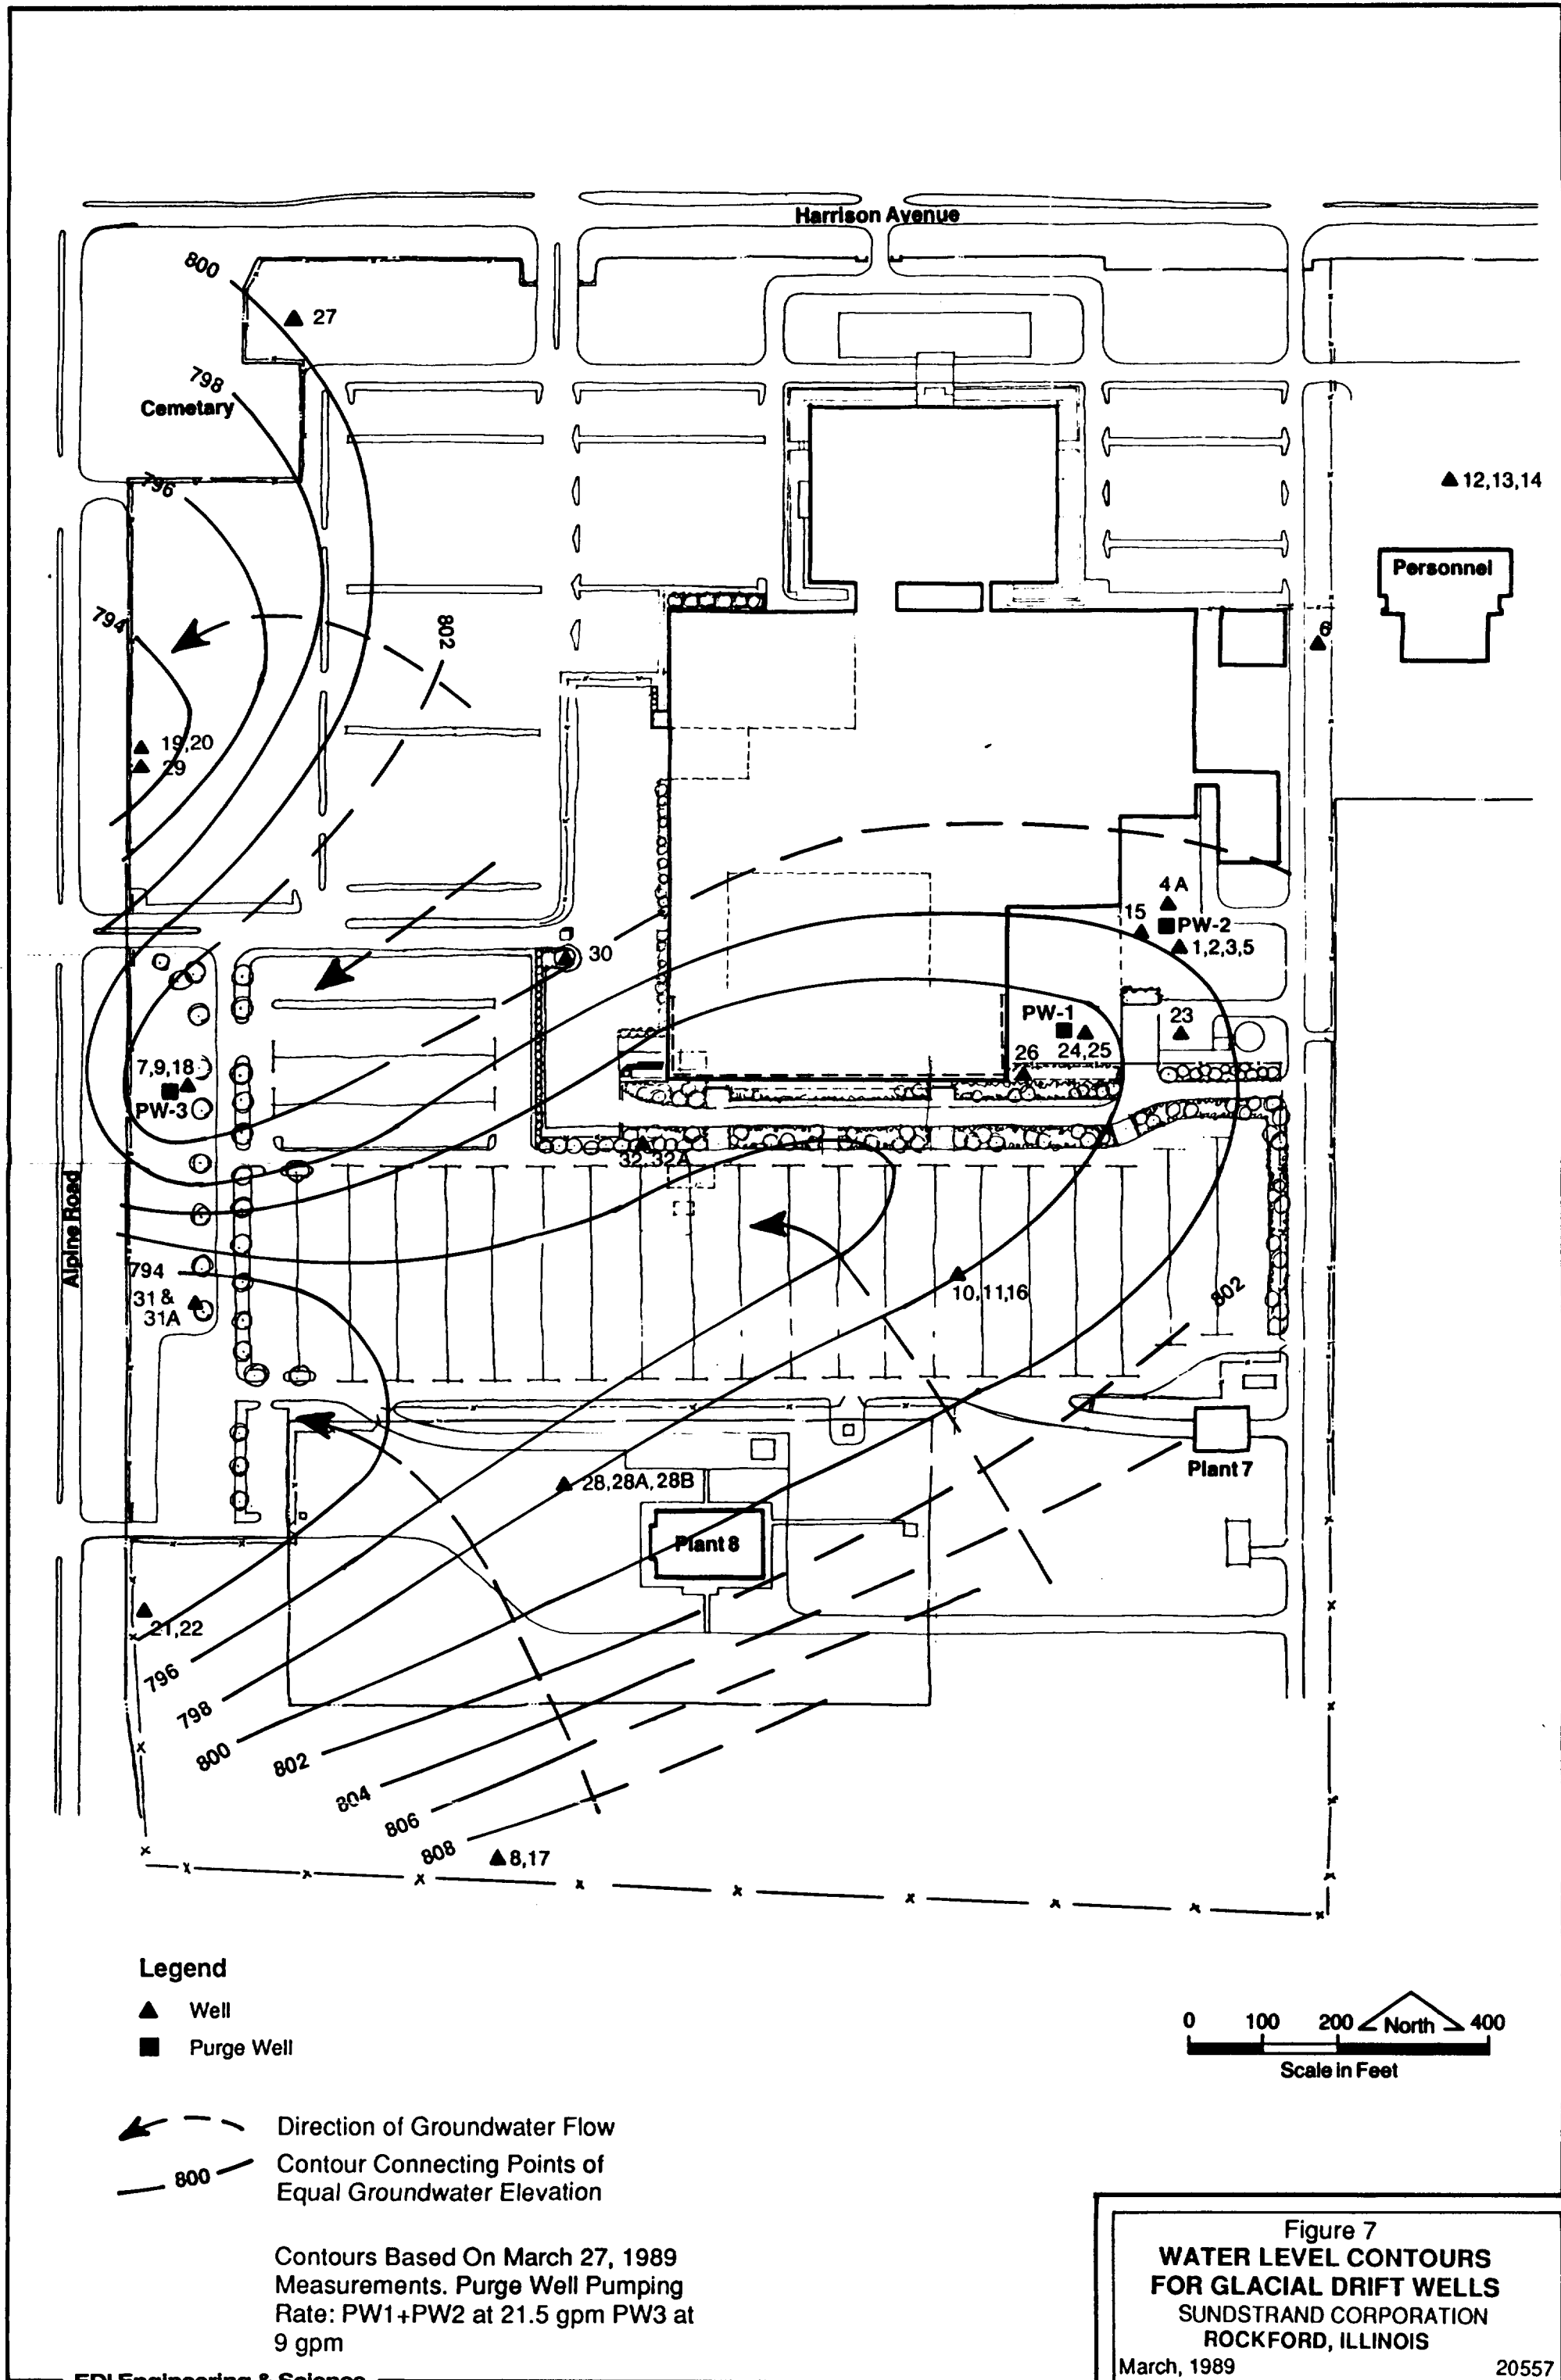 Harrison Avenue
800
27
798
Cemetary
796
12,13,14
Personnel
794
802
6
19,20
29
4A
15
PW-2
1,2,3,5
30
PW-1
23
24,25
26
7,9,18
PW-3
32,32A
Alpine Road
794
31 &
31A
10,11,16
802
Plant 7
28,28A,28B
Plant 8
21,22
796
798
800
802
804
806
808
8,17
Legend
Well
Purge Well
0 100 200 North 400
Scale in Feet
Direction of Groundwater Flow
800
Contour Connecting Points of
Equal Groundwater Elevation
Contours Based On March 27, 1989
Measurements. Purge Well Pumping
Rate: PW1+PW2 at 21.5 gpm PW3 at
9 gpm
EDI Engineering & Science
Figure 7
WATER LEVEL CONTOURS
FOR GLACIAL DRIFT WELLS
SUNDSTRAND CORPORATION
ROCKFORD, ILLINOIS
March, 1989 20557